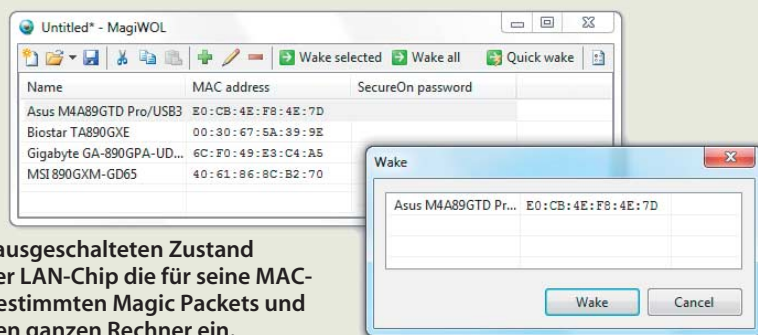 Untitled* - MagiWOL
Wake selected Wake all Quick wake
Name MAC address SecureOn password
Asus M4A89GTD Pro/USB3 E0:CB:4E:F8:4E:7D
Biostar TA890GXE 00:30:67:5A:39:9E
Gigabyte GA-890GPA-UD... 6C:F0:49:E3:C4:A5
MSI 890GXM-GD65 40:61:86:8C:B2:70
Wake
Asus M4A89GTD Pr... E0:CB:4E:F8:4E:7D
Wake Cancel
ausgeschalteten Zustand
er LAN-Chip die für seine MAC-
estimmten Magic Packets und
en ganzen Rechner ein.